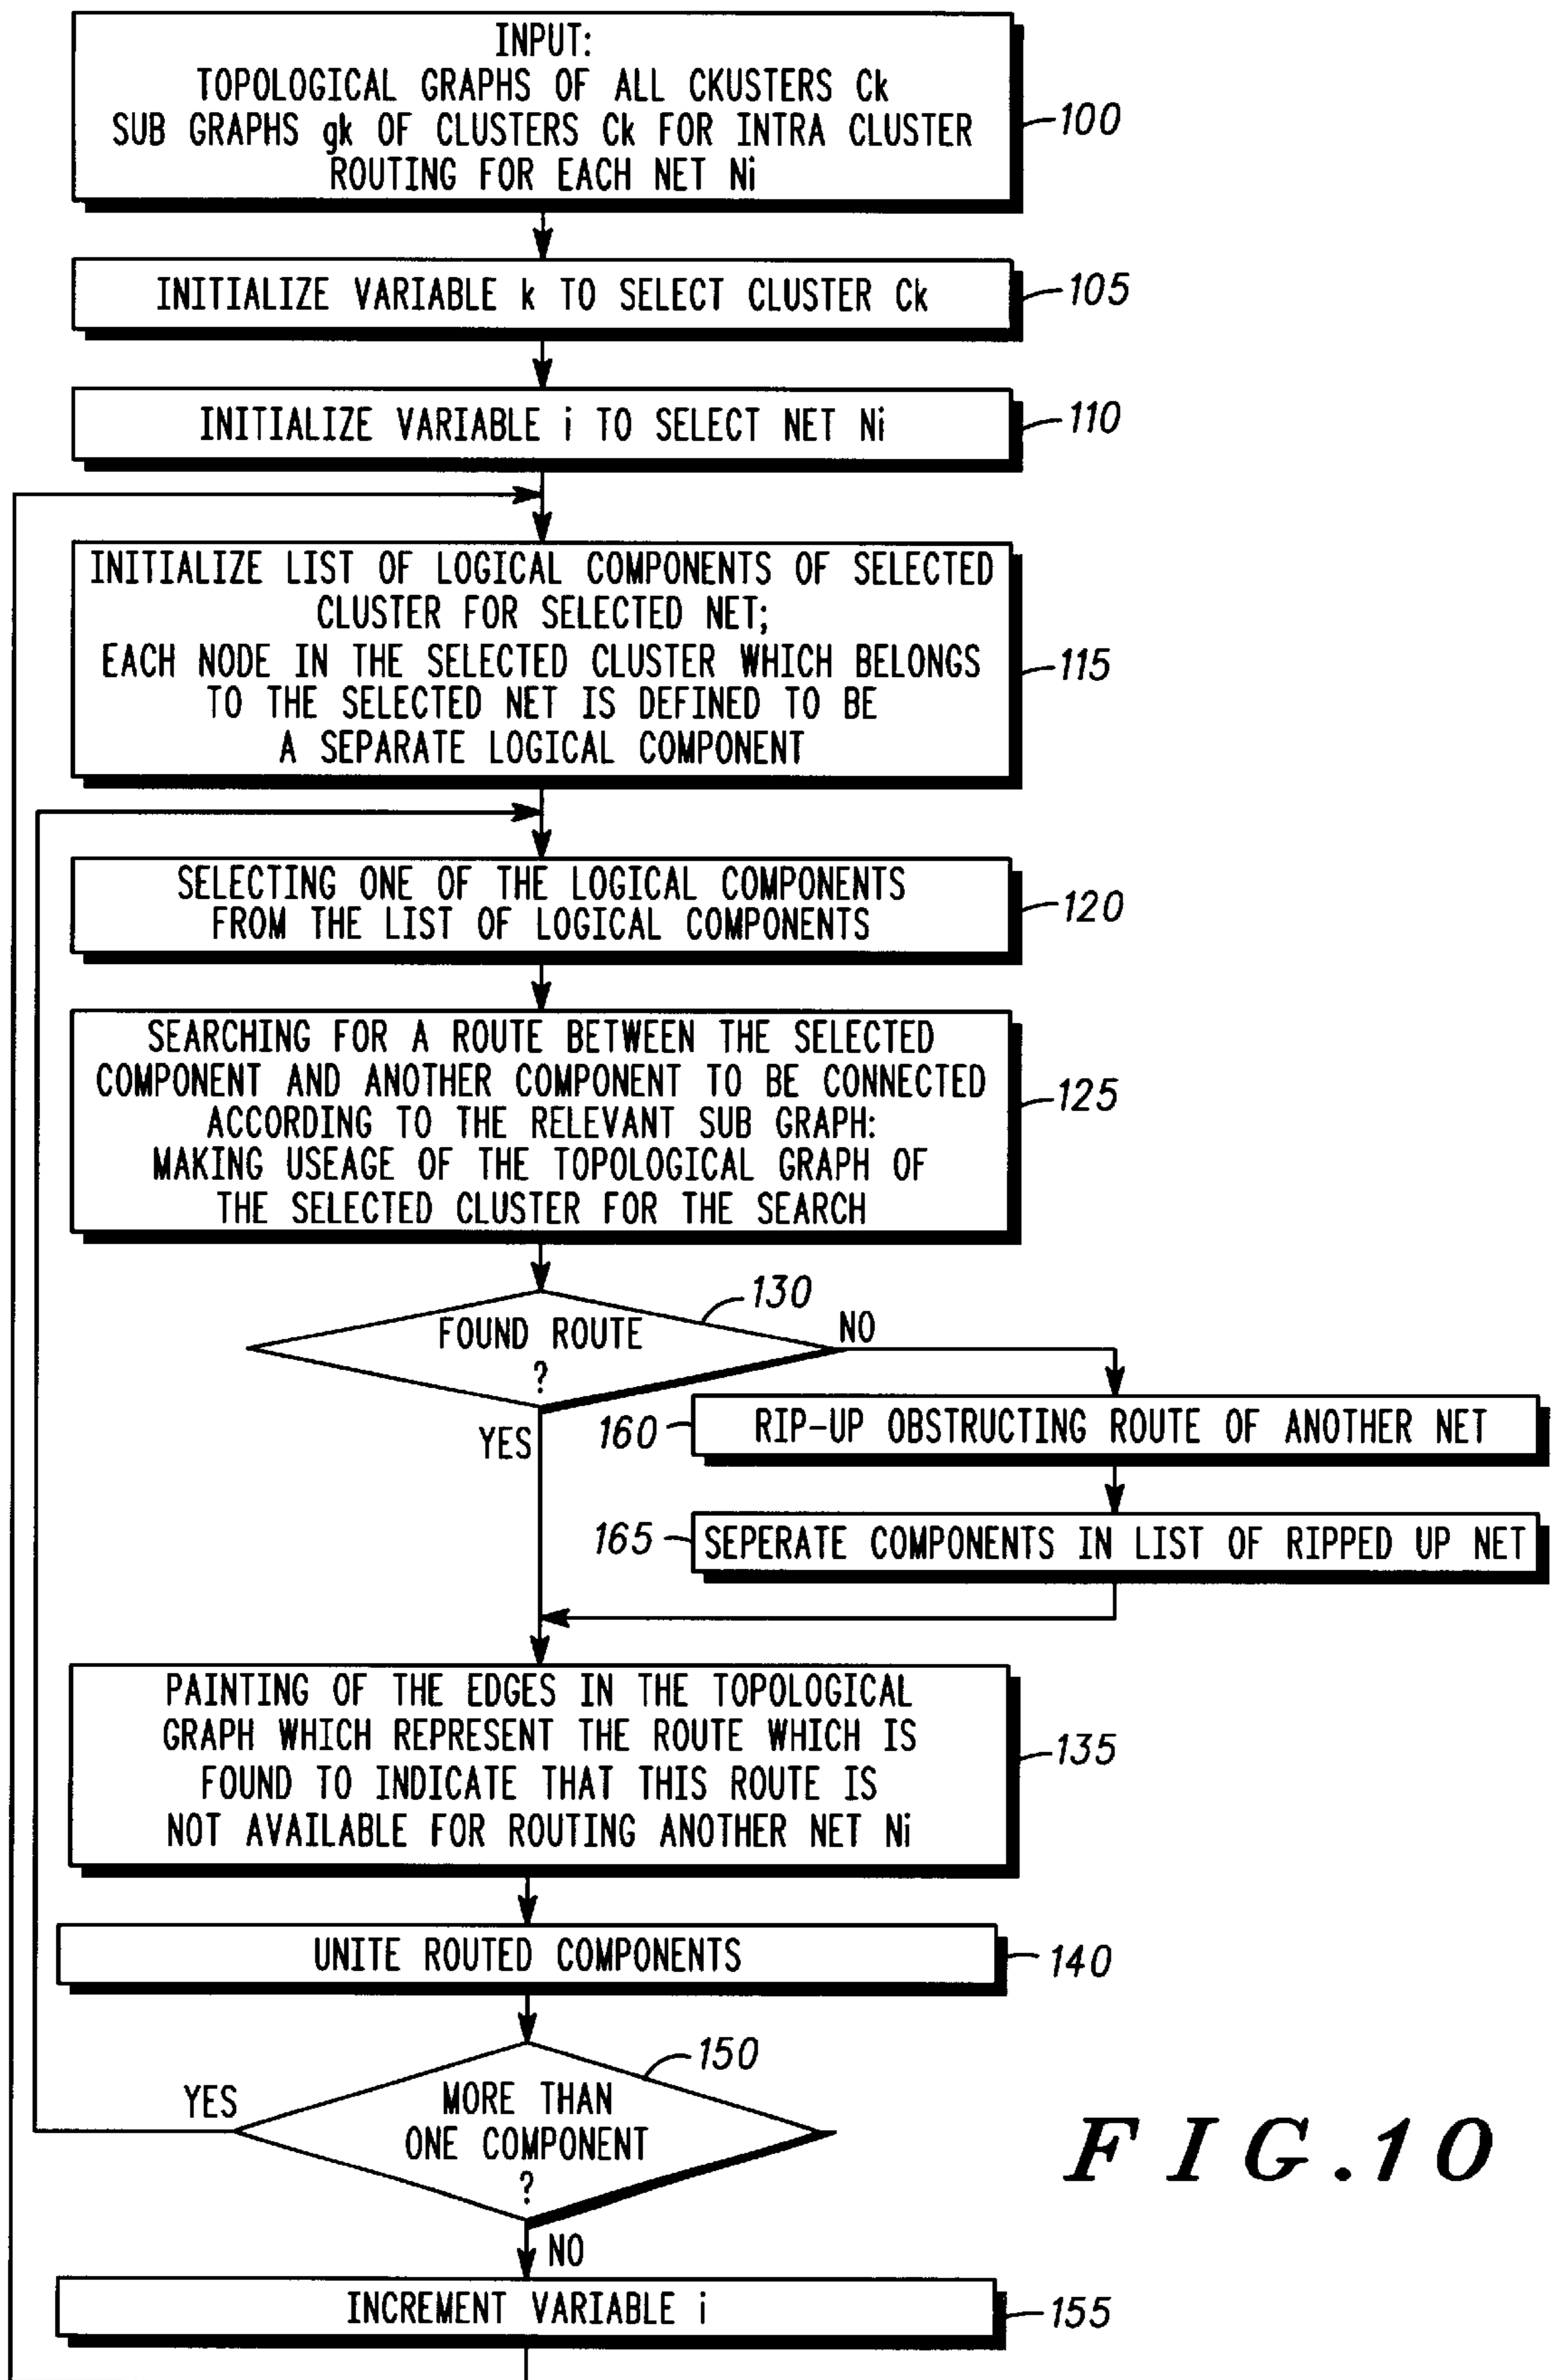 INPUT:
TOPOLOGICAL GRAPHS OF ALL CKUSTERS Ck
SUB GRAPHS gk OF CLUSTERS Ck FOR INTRA CLUSTER
ROUTING FOR EACH NET Ni
100
INITIALIZE VARIABLE k TO SELECT CLUSTER Ck
105
INITIALIZE VARIABLE i TO SELECT NET Ni
110
INITIALIZE LIST OF LOGICAL COMPONENTS OF SELECTED
CLUSTER FOR SELECTED NET;
EACH NODE IN THE SELECTED CLUSTER WHICH BELONGS
TO THE SELECTED NET IS DEFINED TO BE
A SEPARATE LOGICAL COMPONENT
115
SELECTING ONE OF THE LOGICAL COMPONENTS
FROM THE LIST OF LOGICAL COMPONENTS
120
SEARCHING FOR A ROUTE BETWEEN THE SELECTED
COMPONENT AND ANOTHER COMPONENT TO BE CONNECTED
ACCORDING TO THE RELEVANT SUB GRAPH:
MAKING USEAGE OF THE TOPOLOGICAL GRAPH OF
THE SELECTED CLUSTER FOR THE SEARCH
125
130
FOUND ROUTE
?
NO
YES
160
RIP-UP OBSTRUCTING ROUTE OF ANOTHER NET
165
SEPERATE COMPONENTS IN LIST OF RIPPED UP NET
PAINTING OF THE EDGES IN THE TOPOLOGICAL
GRAPH WHICH REPRESENT THE ROUTE WHICH IS
FOUND TO INDICATE THAT THIS ROUTE IS
NOT AVAILABLE FOR ROUTING ANOTHER NET Ni
135
UNITE ROUTED COMPONENTS
140
150
YES
MORE THAN
ONE COMPONENT
?
NO
INCREMENT VARIABLE i
155
FIG.10